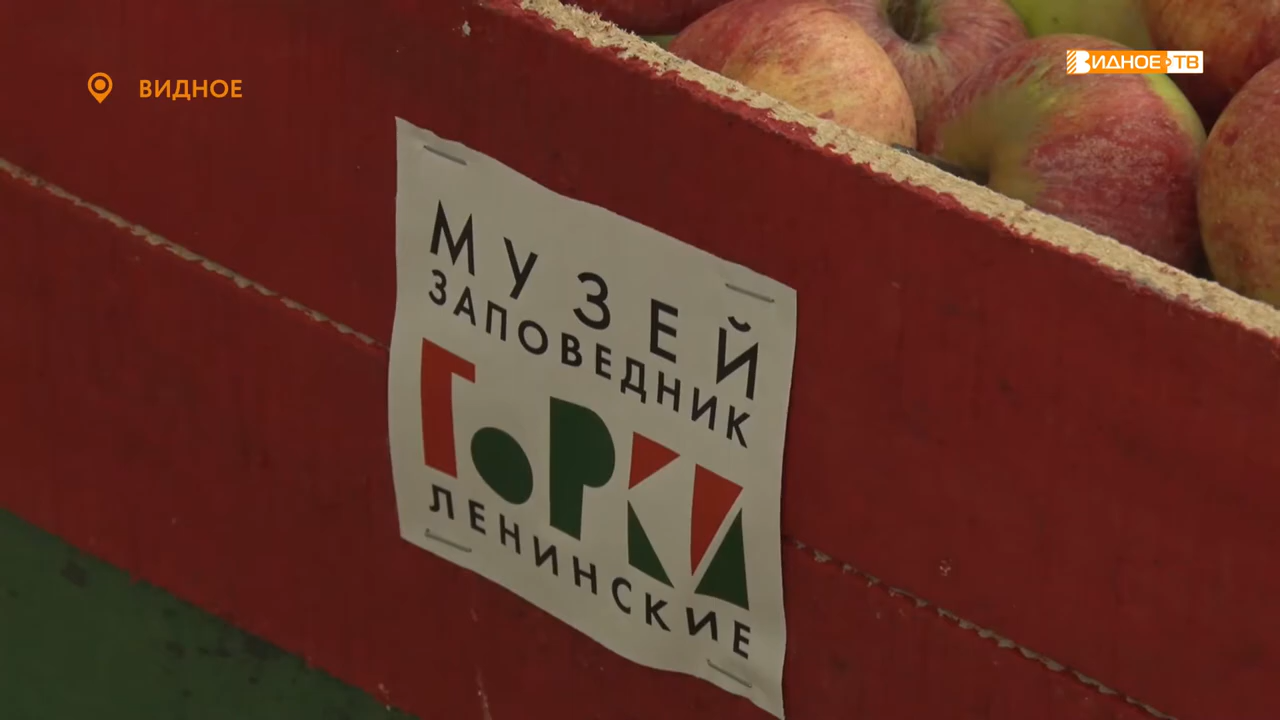 ВИДНОЕ
ВИДНОЕ ТВ
МУЗЕЙ
ЗАПОВЕДНИК
ГОРКИ
ЛЕНИНСКИЕ